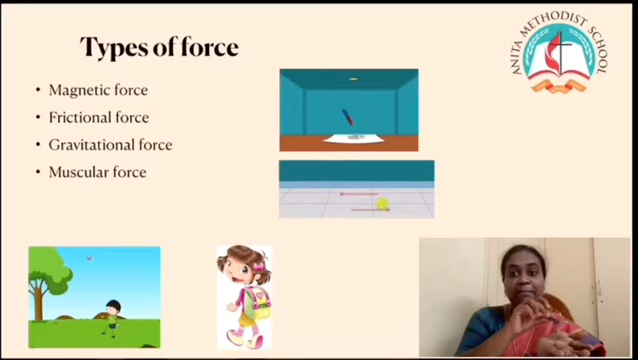 Types of force
• Magnetic force
• Frictional force
• Gravitational force
• Muscular force
ANITA METHODIST SCHOOL